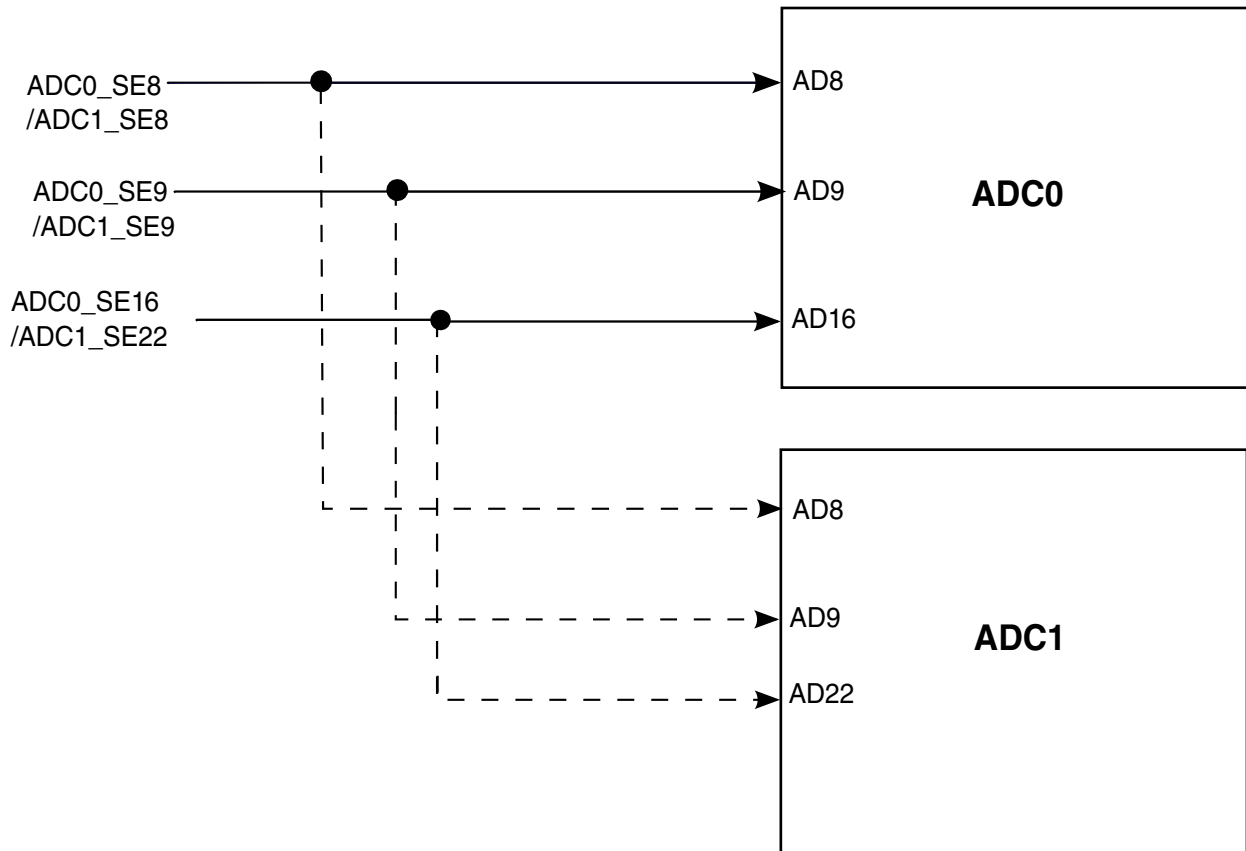 ADC0_SE8
/ADC1_SE8
AD8
ADC0_SE9
/ADC1_SE9
AD9
ADC0
ADC0_SE16
/ADC1_SE22
AD16
AD8
AD9
ADC1
AD22